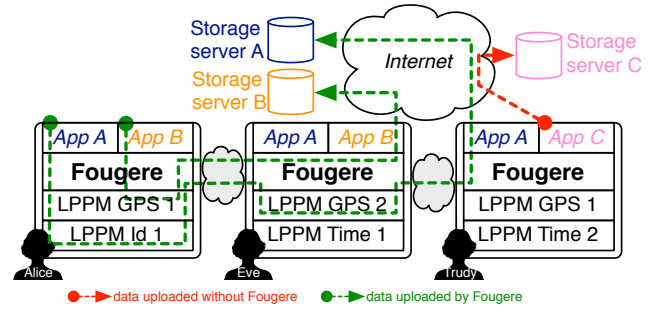 Storage
server A
Internet
Storage
server C
Storage
server B
App A App B
App A App B
App A App C
Fougere
Fougere
Fougere
LPPM GPS 1
LPPM GPS 2
LPPM GPS 1
LPPM Id 1
LPPM Time 1
LPPM Time 2
Alice
Eve
Trudy
data uploaded without Fougere
data uploaded by Fougere